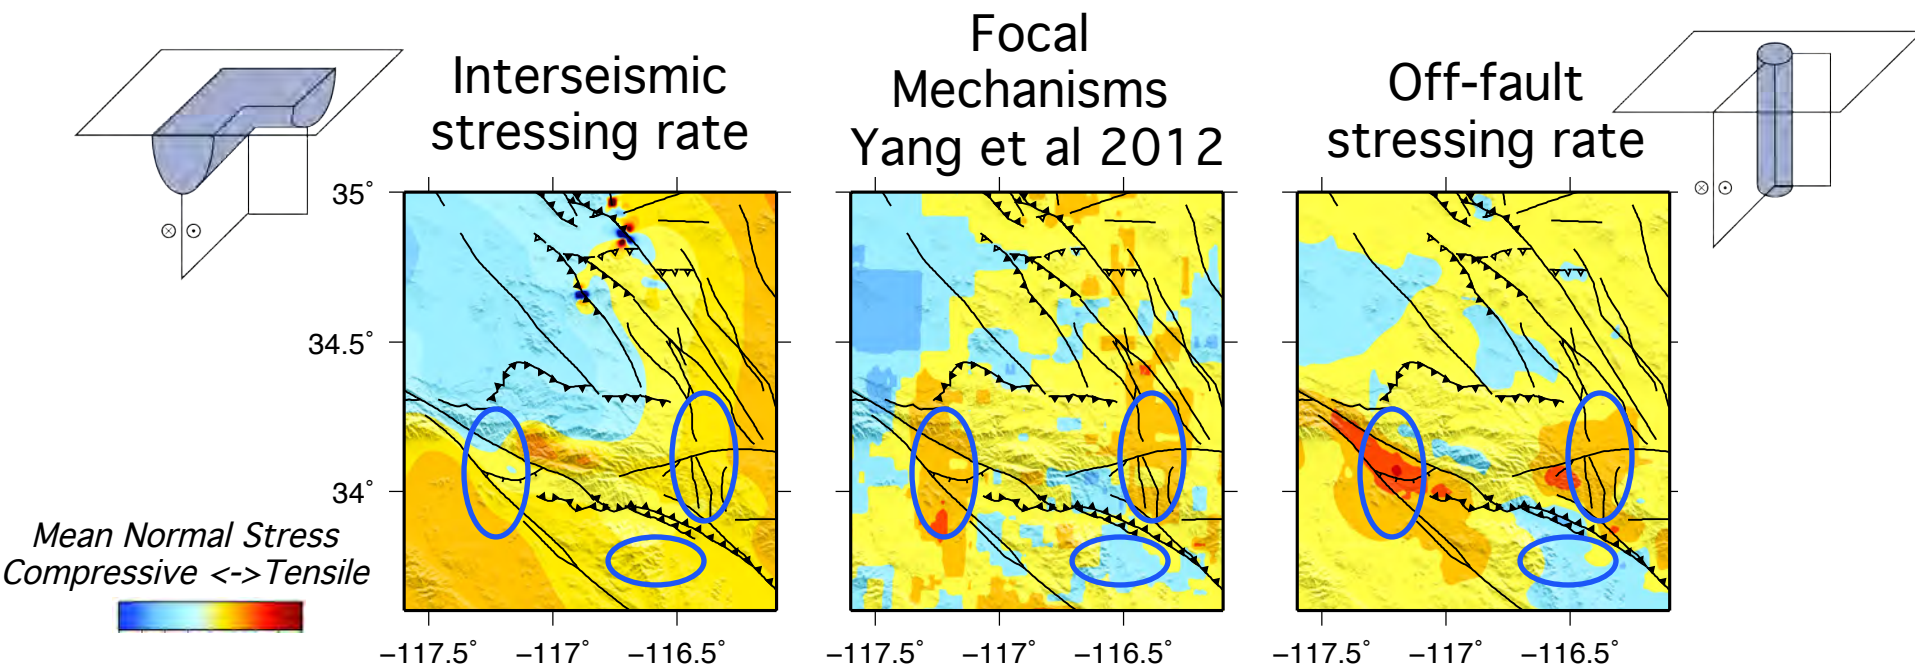 Interseismic
stressing rate
Focal
Mechanisms
Yang et al 2012
Off-fault
stressing rate
35˚
34.5˚
34˚
Mean Normal Stress
Compressive <->Tensile
−117.5˚ −117˚ −116.5˚
−117.5˚ −117˚ −116.5˚
−117.5˚ −117˚ −116.5˚